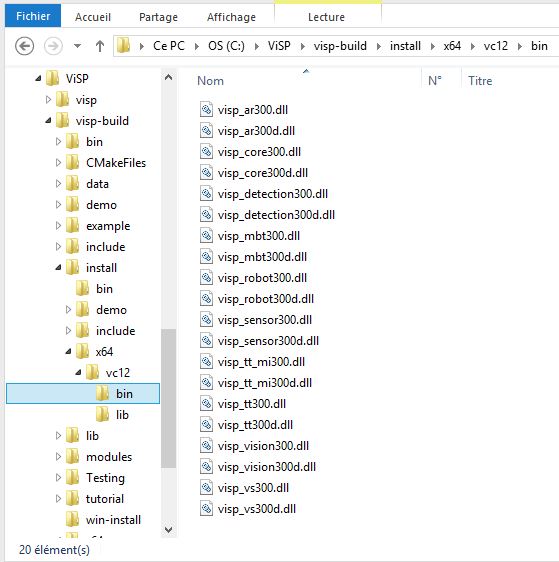 Fichier Accueil Partage Affichage Lecture
Ce PC OS (C:) ViSP visp-build install x64 vc12 bin
Nom N° Titre
ViSP
visp
visp-build
bin
CMakeFiles
data
demo
example
include
install
bin
demo
include
x64
vc12
bin
lib
lib
modules
Testing
tutorial
win-install
visp_ar300.dll
visp_ar300d.dll
visp_core300.dll
visp_core300d.dll
visp_detection300.dll
visp_detection300d.dll
visp_mbt300.dll
visp_mbt300d.dll
visp_robot300.dll
visp_robot300d.dll
visp_sensor300.dll
visp_sensor300d.dll
visp_tt_mi300.dll
visp_tt_mi300d.dll
visp_tt300.dll
visp_tt300d.dll
visp_vision300.dll
visp_vision300d.dll
visp_vs300.dll
visp_vs300d.dll
20 élément(s)